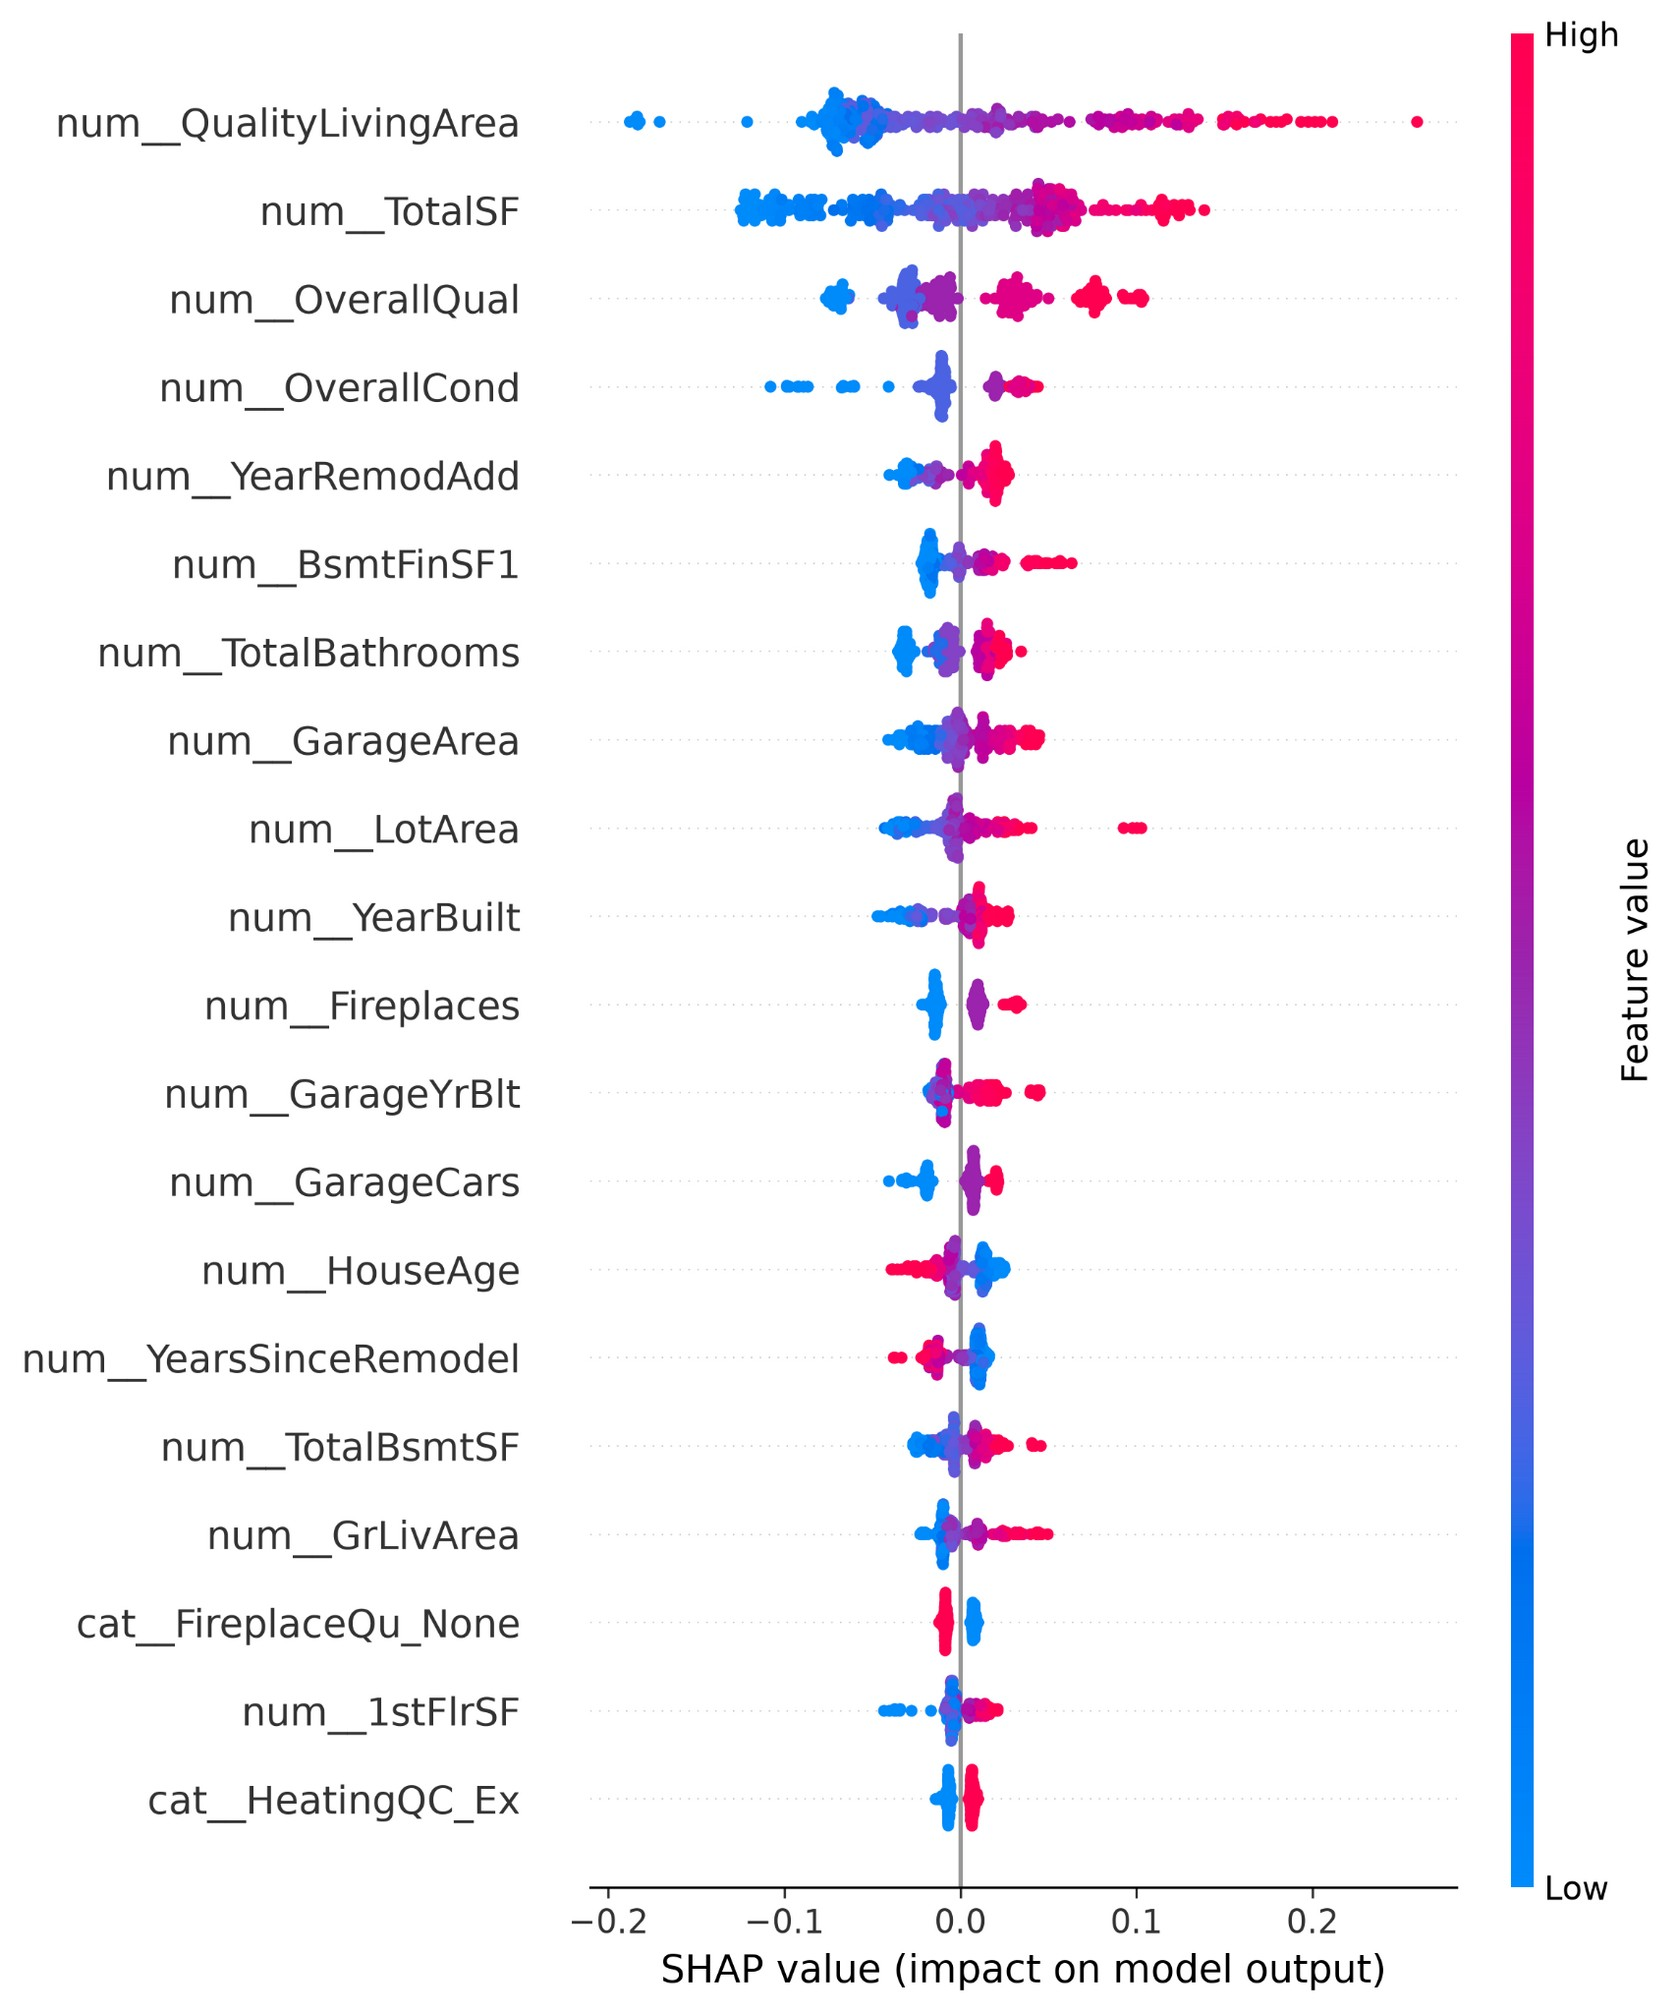 High
num__QualityLivingArea
num__TotalSF
num__OverallQual
num__OverallCond
num__YearRemodAdd
num__BsmtFinSF1
num__TotalBathrooms
num__GarageArea
num__LotArea
num__YearBuilt
num__Fireplaces
num__GarageYrBlt
num__GarageCars
num__HouseAge
num__YearsSinceRemodel
num__TotalBsmtSF
num__GrLivArea
cat__FireplaceQu_None
num__1stFlrSF
cat__HeatingQC_Ex
Feature value
Low
−0.2 −0.1 0.0 0.1 0.2
SHAP value (impact on model output)